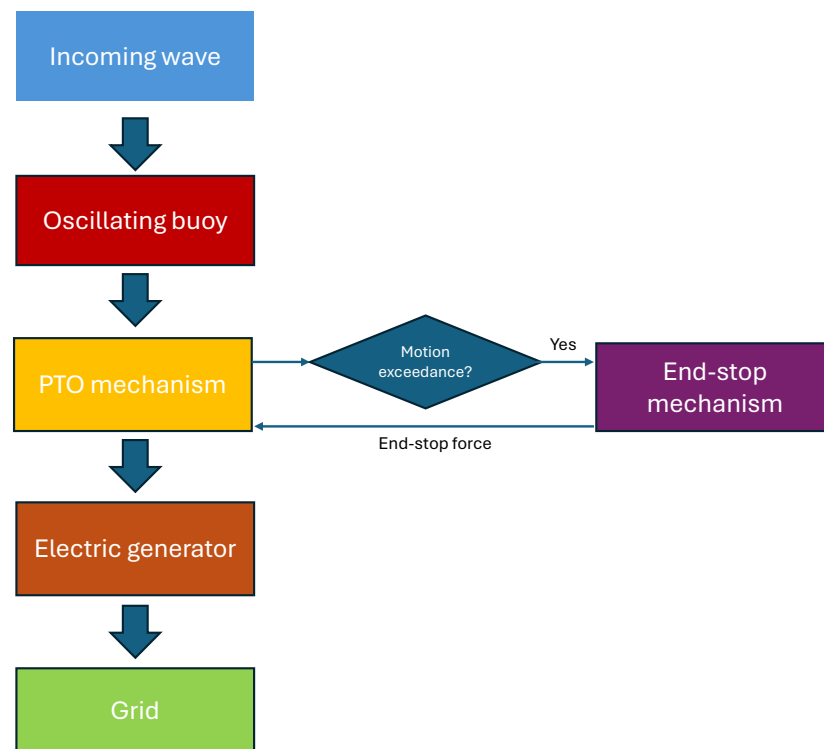 Incoming wave
Oscillating buoy
PTO mechanism
Motion
exceedance?
Yes
End-stop
mechanism
End-stop force
Electric generator
Grid